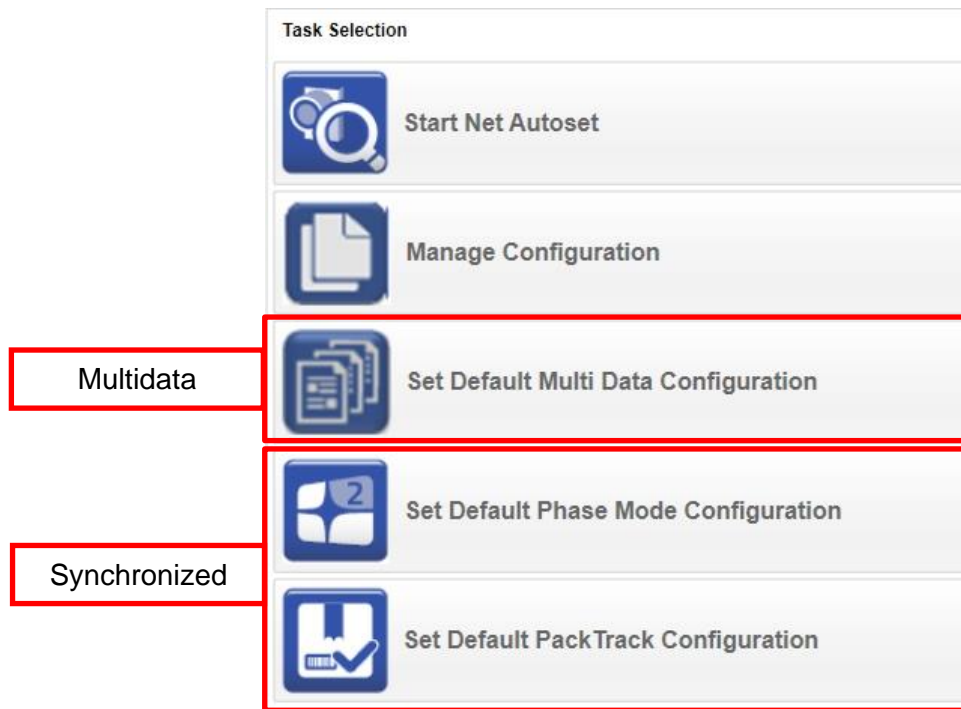 Task Selection
Start Net Autoset
Manage Configuration
Multidata
Set Default Multi Data Configuration
2
Set Default Phase Mode Configuration
Synchronized
Set Default PackTrack Configuration